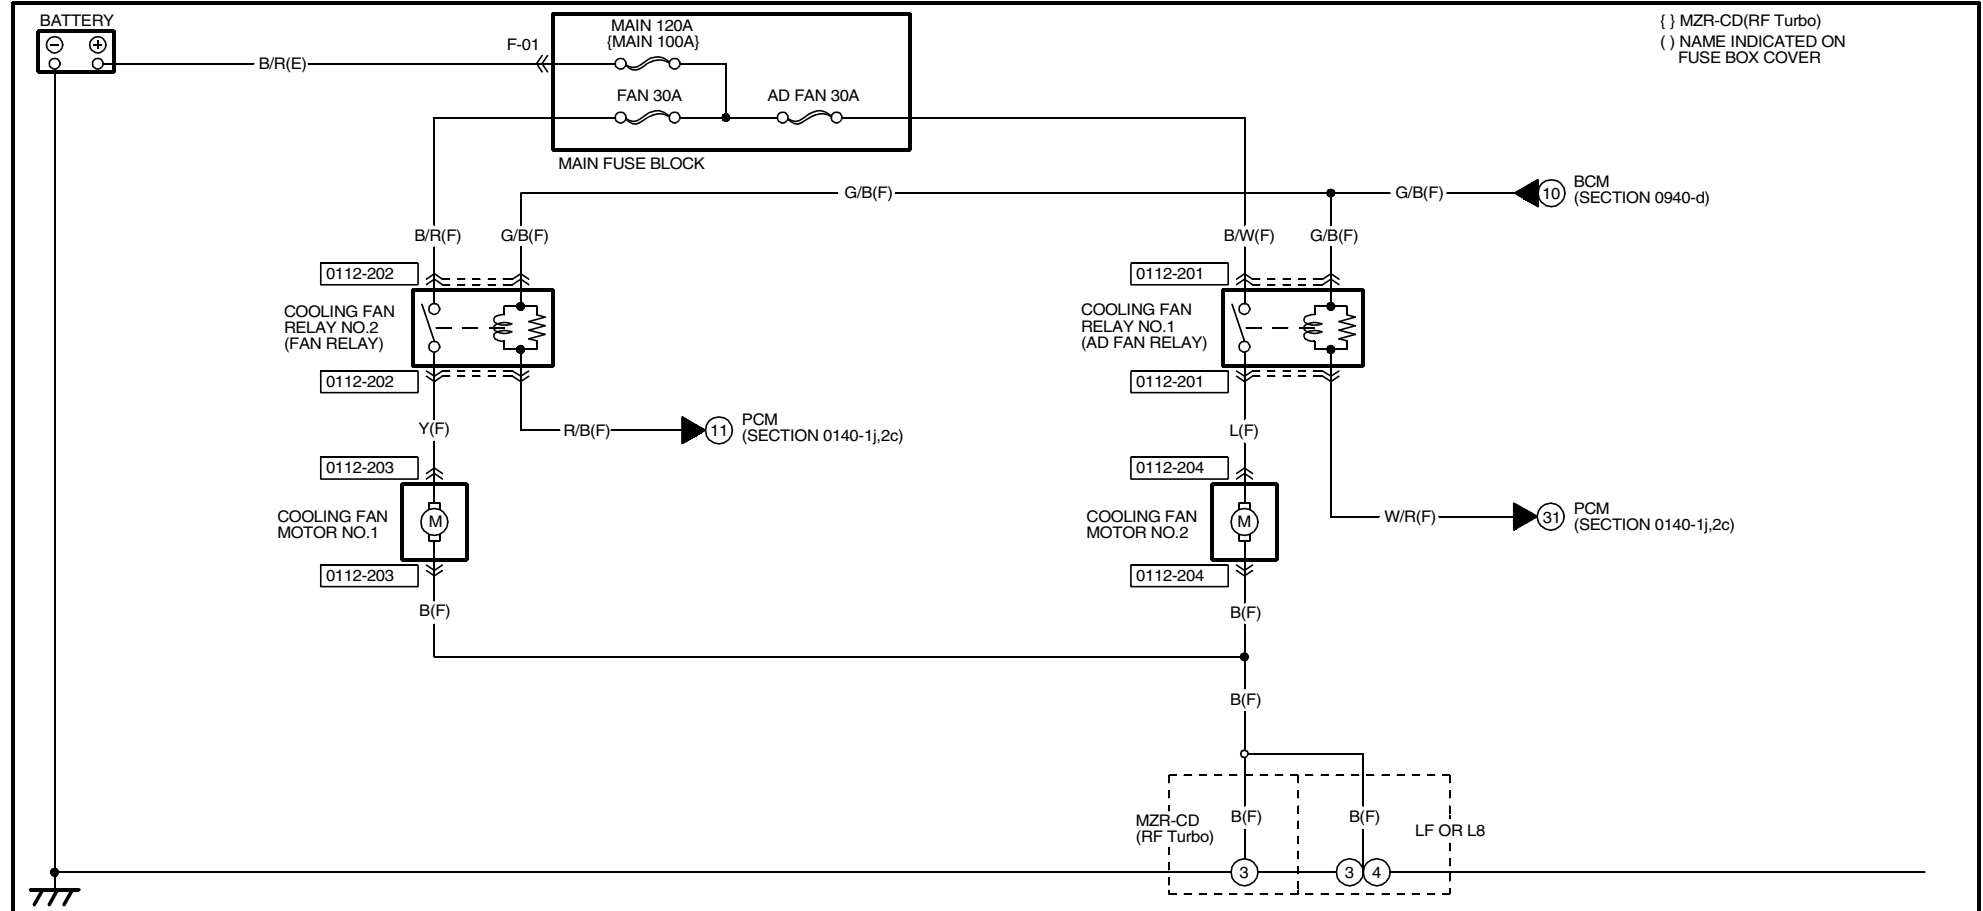 BATTERY
MAIN 120A
{MAIN 100A}
{ } MZR-CD(RF Turbo)
( ) NAME INDICATED ON
FUSE BOX COVER
F-01
B/R(E)
FAN 30A
AD FAN 30A
MAIN FUSE BLOCK
G/B(F)
G/B(F)
10
BCM
(SECTION 0940-d)
B/R(F)
G/B(F)
B/W(F)
G/B(F)
0112-202
0112-201
COOLING FAN
RELAY NO.2
(FAN RELAY)
COOLING FAN
RELAY NO.1
(AD FAN RELAY)
0112-202
0112-201
Y(F)
R/B(F)
11
PCM
(SECTION 0140-1j,2c)
L(F)
0112-203
0112-204
COOLING FAN
MOTOR NO.1
M
COOLING FAN
MOTOR NO.2
M
W/R(F)
31
PCM
(SECTION 0140-1j,2c)
0112-203
0112-204
B(F)
B(F)
B(F)
MZR-CD
(RF Turbo)
B(F)
B(F)
LF OR L8
3
3
4